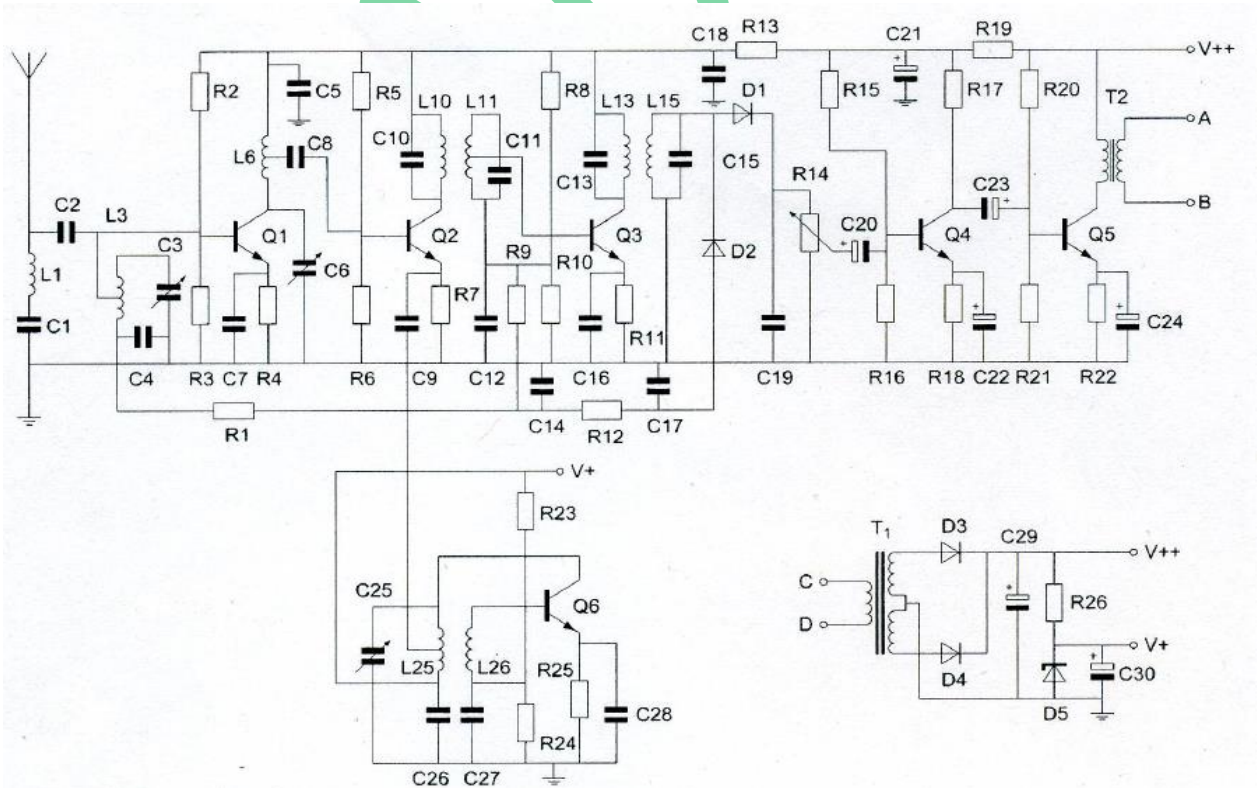 C18 R13 C21 R19
V++
R2 C5 R5 L10 L11 R8 L13 L15 D1 R15 R17 R20 T2
A
C10 C11
L6 C8 C13 C15 R14 C23
B
C2 L3 C3 Q1 C6 Q2 Q3 D2 C20 Q4 Q5
R9 R10
L1 R7
C1 R11 C24
C4 R3 C7 R4 R6 C9 C12 C16 C19 R16 R18 C22 R21 R22
R1 C14 R12 C17
V+
R23
C25 Q6
L25 L26 R25
C28
R24
C26 C27
T1 D3 C29
V++
C
R26
D
V+
D4 C30
D5